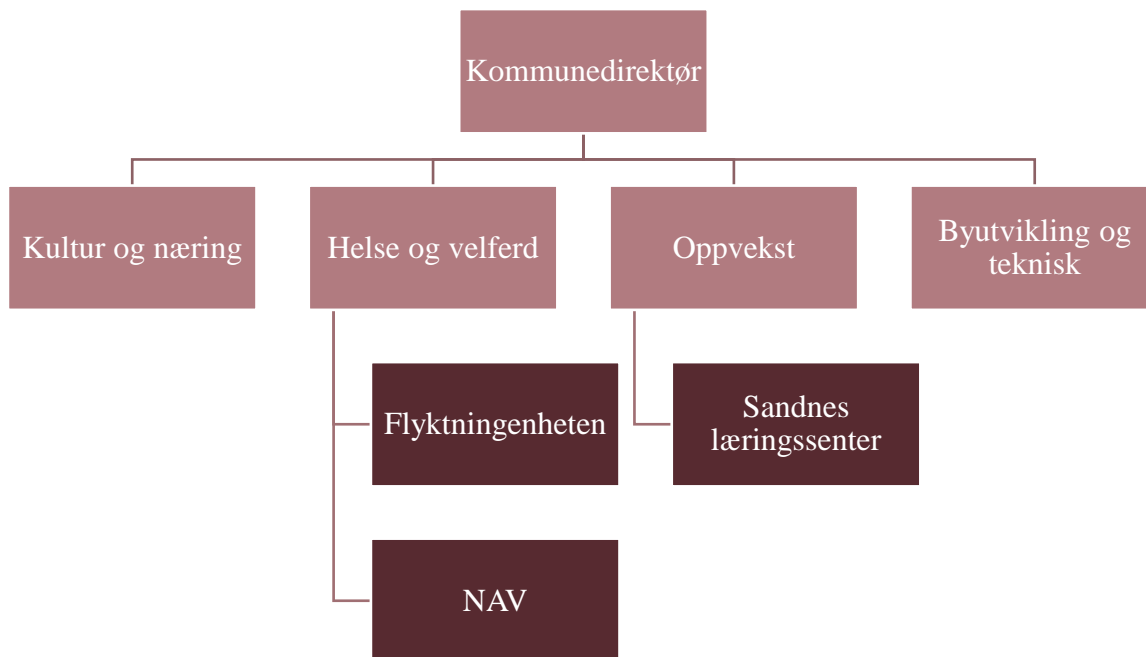 Kommunedirektør
Kultur og næring
Helse og velferd
Oppvekst
Byutvikling og
teknisk
Flyktningenheten
Sandnes
læringssenter
NAV